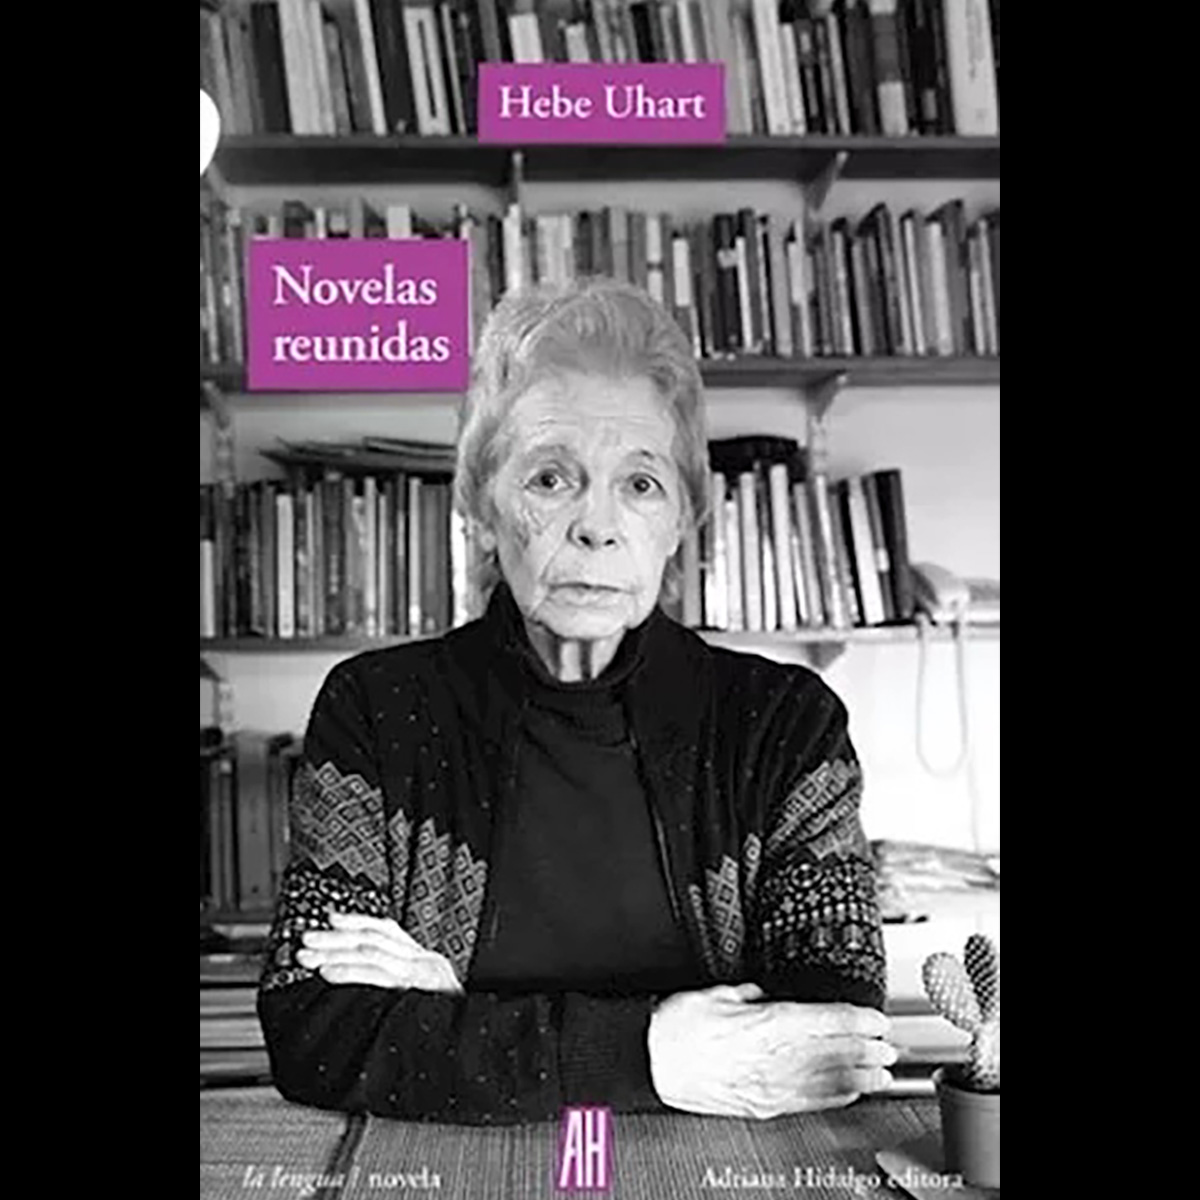 Hebe Uhart
Novelas
reunidas
AH
la lengua / novela
Adriana Hidalgo editora